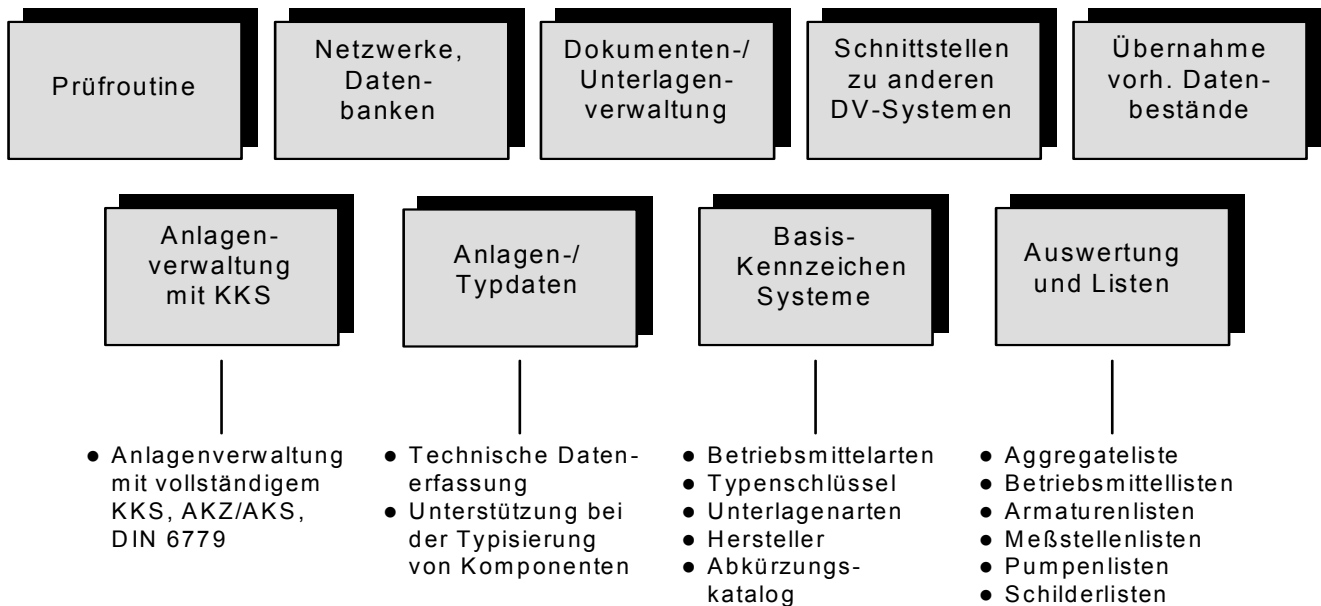 Prüfroutine
Netzwerke,
Daten-
banken
Dokumenten-/
Unterlagen-
verwaltung
Schnittstellen
zu anderen
DV-Systemen
Übernahme
vorh. Daten-
bestände
Anlagen-
verwaltung
mit KKS
Anlagen-/
Typdaten
Basis-
Kennzeichen
Systeme
Auswertung
und Listen
● Anlagenverwaltung
mit vollständigem
KKS, AKZ/AKS,
DIN 6779
● Technische Daten-
erfassung
● Unterstützung bei
der Typisierung
von Komponenten
● Betriebsmittelarten
● Typenschlüssel
● Unterlagenarten
● Hersteller
● Abkürzungs-
katalog
● Aggregateliste
● Betriebsmittellisten
● Armaturenlisten
● Meßstellenlisten
● Pumpenlisten
● Schilderlisten